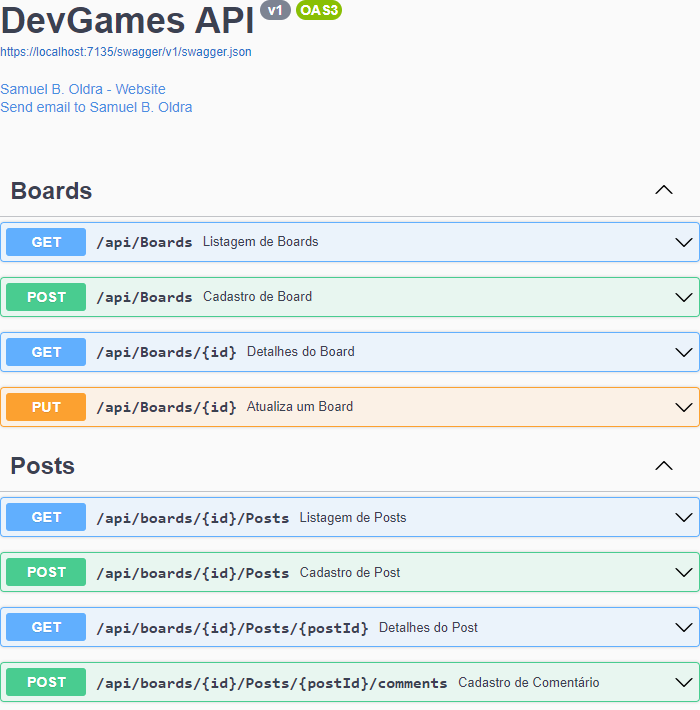 DevGames API v1 OAS3
https://localhost:7135/swagger/v1/swagger.json
Samuel B. Oldra - Website
Send email to Samuel B. Oldra
Boards
GET /api/Boards Listagem de Boards
POST /api/Boards Cadastro de Board
GET /api/Boards/{id} Detalhes do Board
PUT /api/Boards/{id} Atualiza um Board
Posts
GET /api/boards/{id}/Posts Listagem de Posts
POST /api/boards/{id}/Posts Cadastro de Post
GET /api/boards/{id}/Posts/{postId} Detalhes do Post
POST /api/boards/{id}/Posts/{postId}/comments Cadastro de Comentário